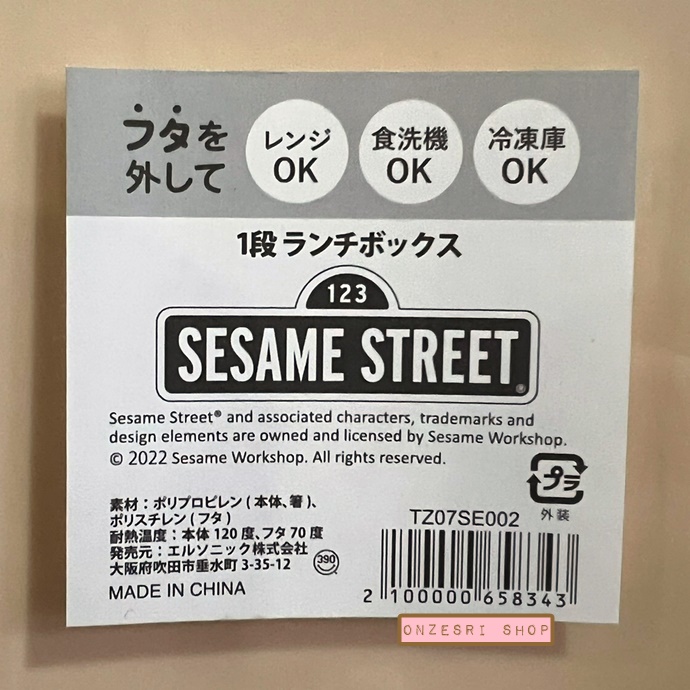 フタを
外して
レンジ
OK
食洗機
OK
冷凍庫
OK
1段ランチボックス
123
SESAME STREET®
Sesame Street® and associated characters, trademarks and
design elements are owned and licensed by Sesame Workshop.
© 2022 Sesame Workshop. All rights reserved.
素材：ポリプロピレン(本体、箸)、
ポリスチレン(フタ)
耐熱温度：本体120度、フタ70度
発売元：エルソニック株式会社
大阪府吹田市垂水町3-35-12
390
MADE IN CHINA
プラ
外装
TZ07SE002
2 100000 658343
ONZESRI SHOP